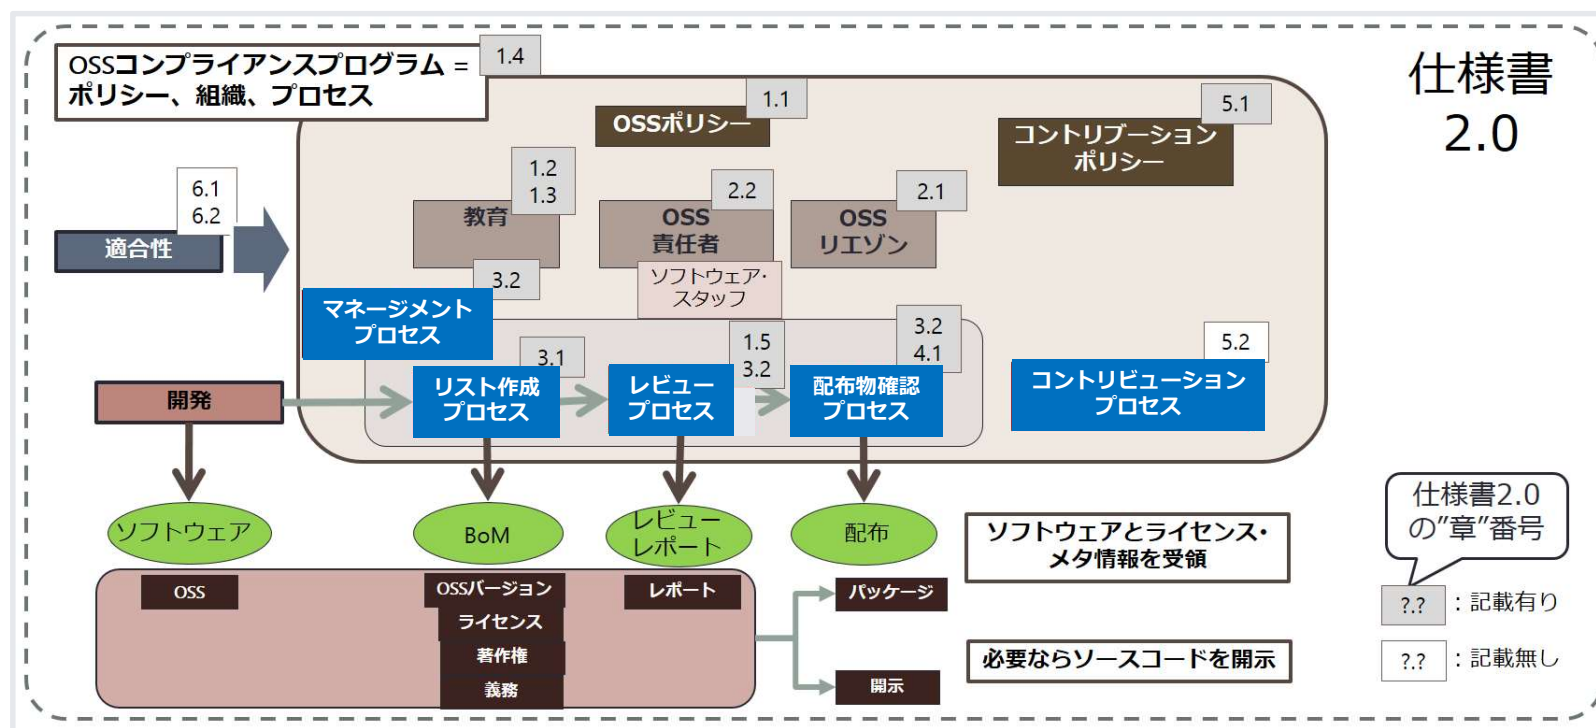 OSSコンプライアンスプログラム =
ポリシー、組織、プロセス
1.4
仕様書
2.0
1.1
OSSポリシー
5.1
コントリブーション
ポリシー
6.1
6.2
適合性
1.2
1.3
教育
2.2
OSS
責任者
2.1
OSS
リエゾン
3.2
ソフトウェア・
スタッフ
マネージメント
プロセス
3.1
1.5
3.2
3.2
4.1
5.2
開発
リスト作成
プロセス
レビュー
プロセス
配布物確認
プロセス
コントリビューション
プロセス
ソフトウェア
BoM
レビュー
レポート
配布
ソフトウェアとライセンス・
メタ情報を受領
仕様書2.0
の”章”番号
OSS
OSSバージョン
ライセンス
著作権
義務
レポート
パッケージ
開示
必要ならソースコードを開示
?.?
：記載有り
?.?
：記載無し